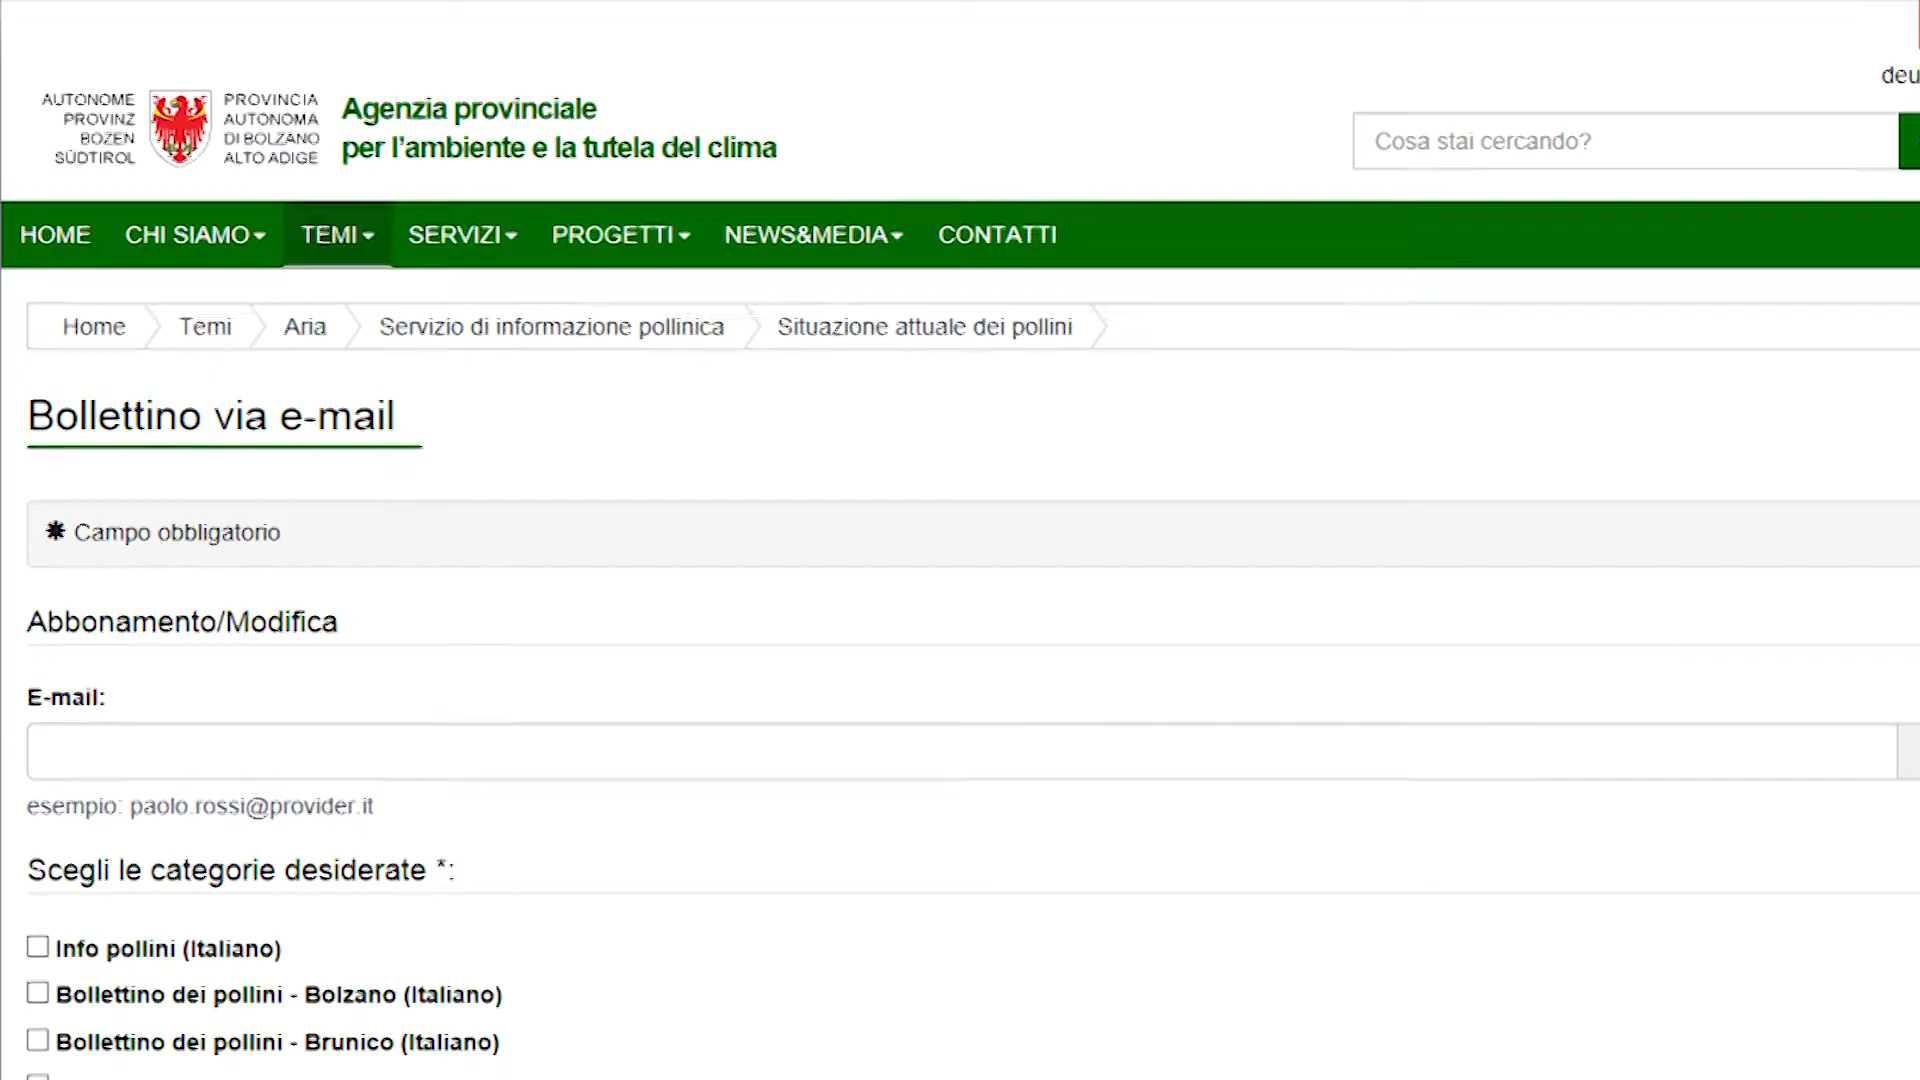 deu
AUTONOME
PROVINZ
BOZEN
SÜDTIROL
PROVINCIA
AUTONOMA
DI BOLZANO
ALTO ADIGE
Agenzia provinciale
per l'ambiente e la tutela del clima
Cosa stai cercando?
HOME CHI SIAMO TEMI SERVIZI PROGETTI NEWS&MEDIA CONTATTI
Home Temi Aria Servizio di informazione pollinica Situazione attuale dei pollini
Bollettino via e-mail
✱ Campo obbligatorio
Abbonamento/Modifica
E-mail:
esempio: paolo.rossi@provider.it
Scegli le categorie desiderate *:
Info pollini (Italiano)
Bollettino dei pollini - Bolzano (Italiano)
Bollettino dei pollini - Brunico (Italiano)